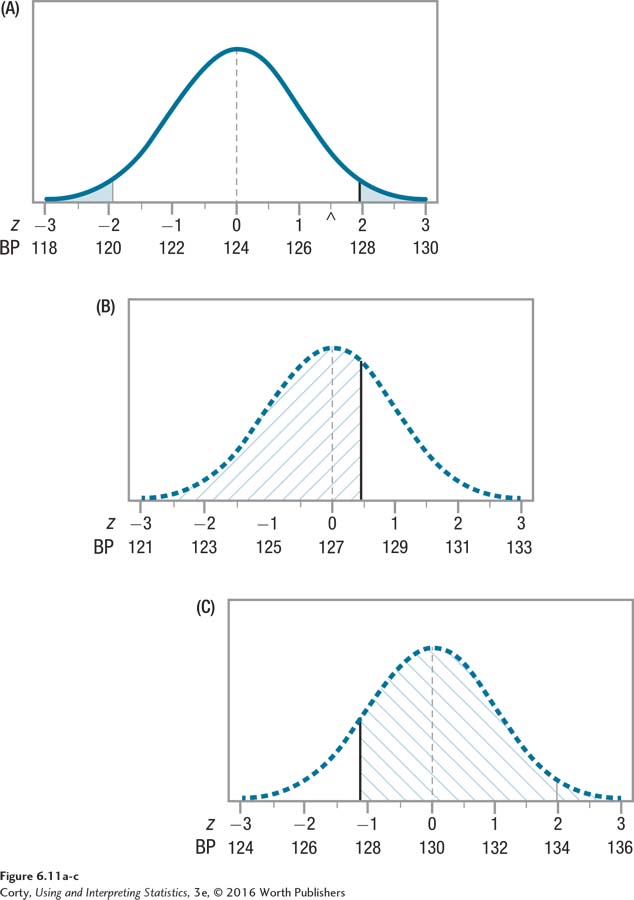 (A)
z −3 −2 −1 0 1 ^ 2 3
BP 118 120 122 124 126 128 130
(B)
z −3 −2 −1 0 1 2 3
BP 121 123 125 127 129 131 133
(C)
z −3 −2 −1 0 1 2 3
BP 124 126 128 130 132 134 136
Figure 6.11a-c
Corty, Using and Interpreting Statistics, 3e, © 2016 Worth Publishers